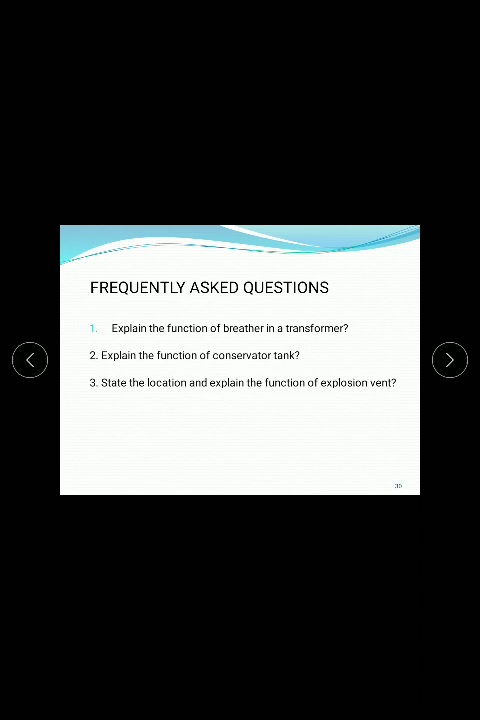 FREQUENTLY ASKED QUESTIONS
1. Explain the function of breather in a transformer?
2. Explain the function of conservator tank?
3. State the location and explain the function of explosion vent?
30